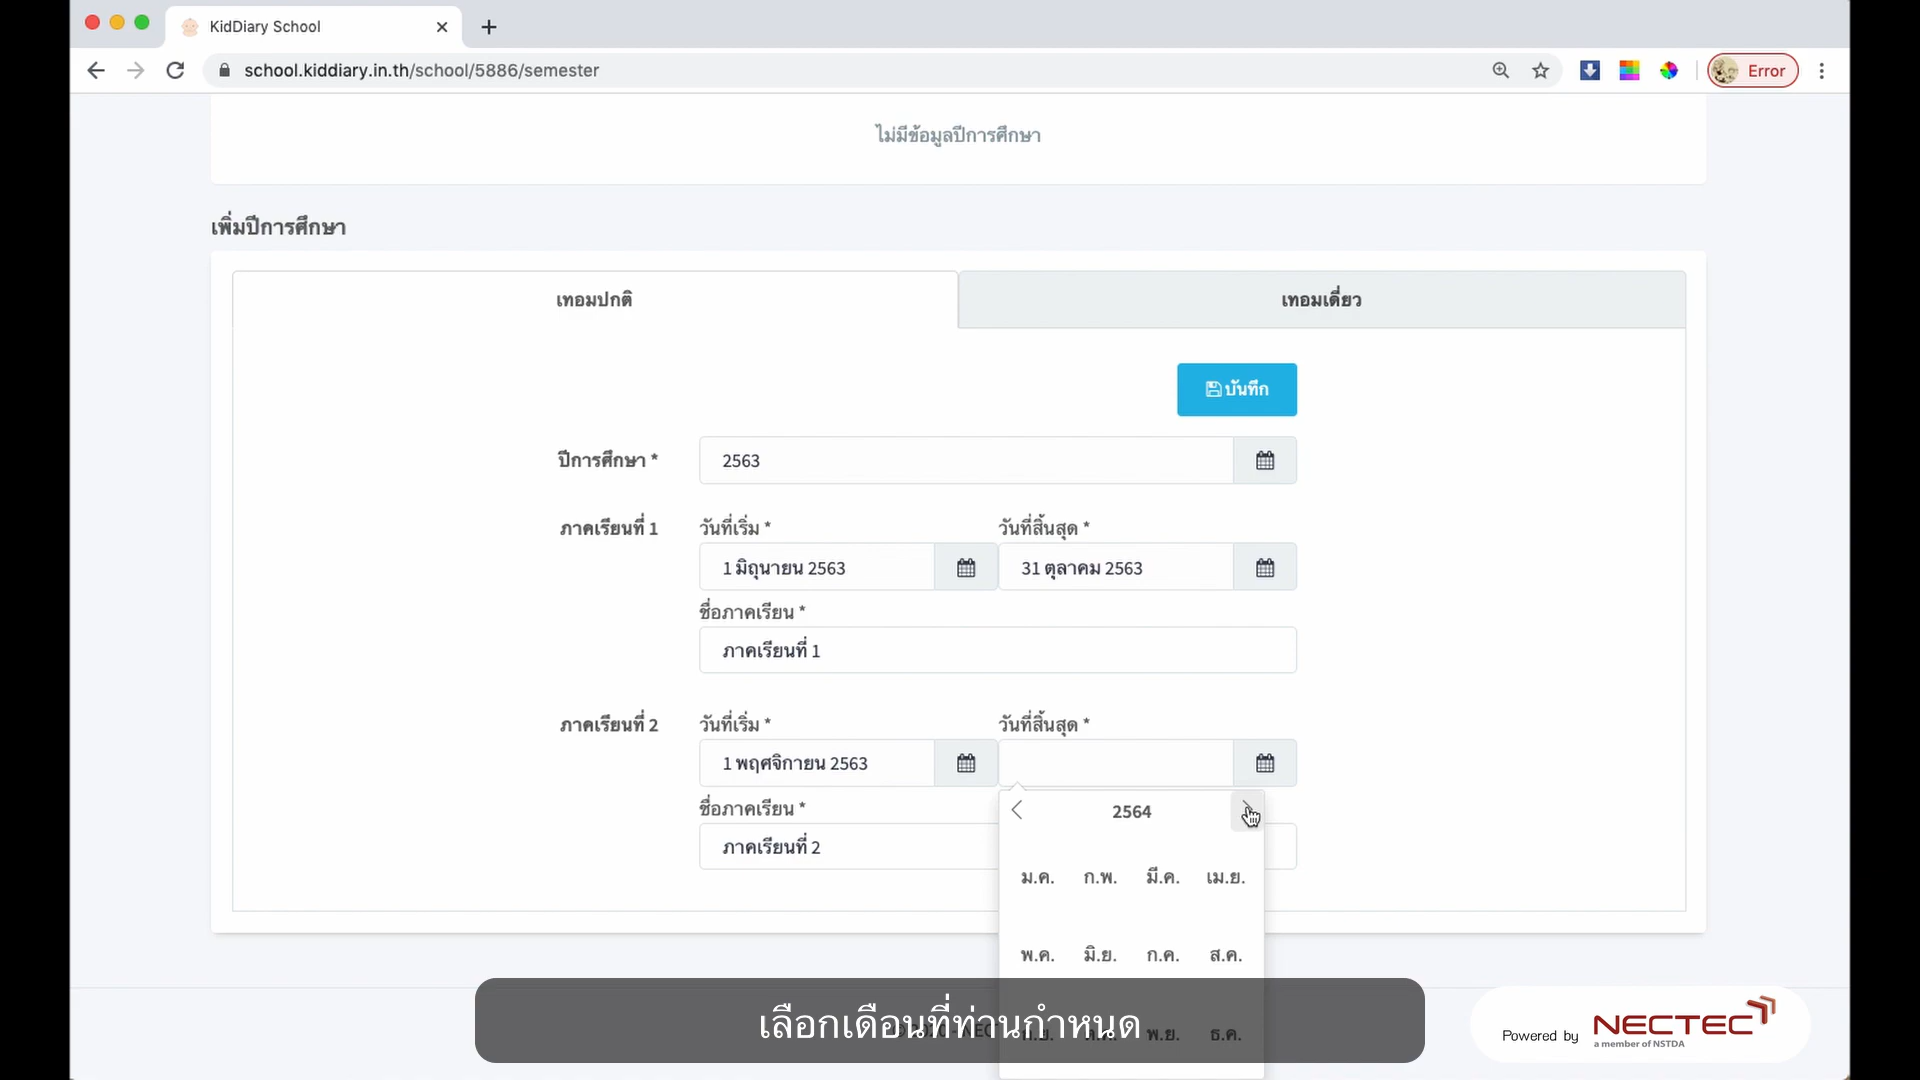 KidDiary School
school.kiddiary.in.th/school/5886/semester
Error
ไม่มีข้อมูลปีการศึกษา
เพิ่มปีการศึกษา
เทอมปกติ
เทอมเดี่ยว
บันทึก
ปีการศึกษา *
2563
ภาคเรียนที่ 1
วันที่เริ่ม *
วันที่สิ้นสุด *
1 มิถุนายน 2563
31 ตุลาคม 2563
ชื่อภาคเรียน *
ภาคเรียนที่ 1
ภาคเรียนที่ 2
วันที่เริ่ม *
วันที่สิ้นสุด *
1 พฤศจิกายน 2563
ชื่อภาคเรียน *
ภาคเรียนที่ 2
2564
ม.ค. ก.พ. มี.ค. เม.ย.
พ.ค. มิ.ย. ก.ค. ส.ค.
พ.ย. ธ.ค.
เลือกเดือนที่ท่านกำหนด
Powered by NECTEC
a member of NSTDA